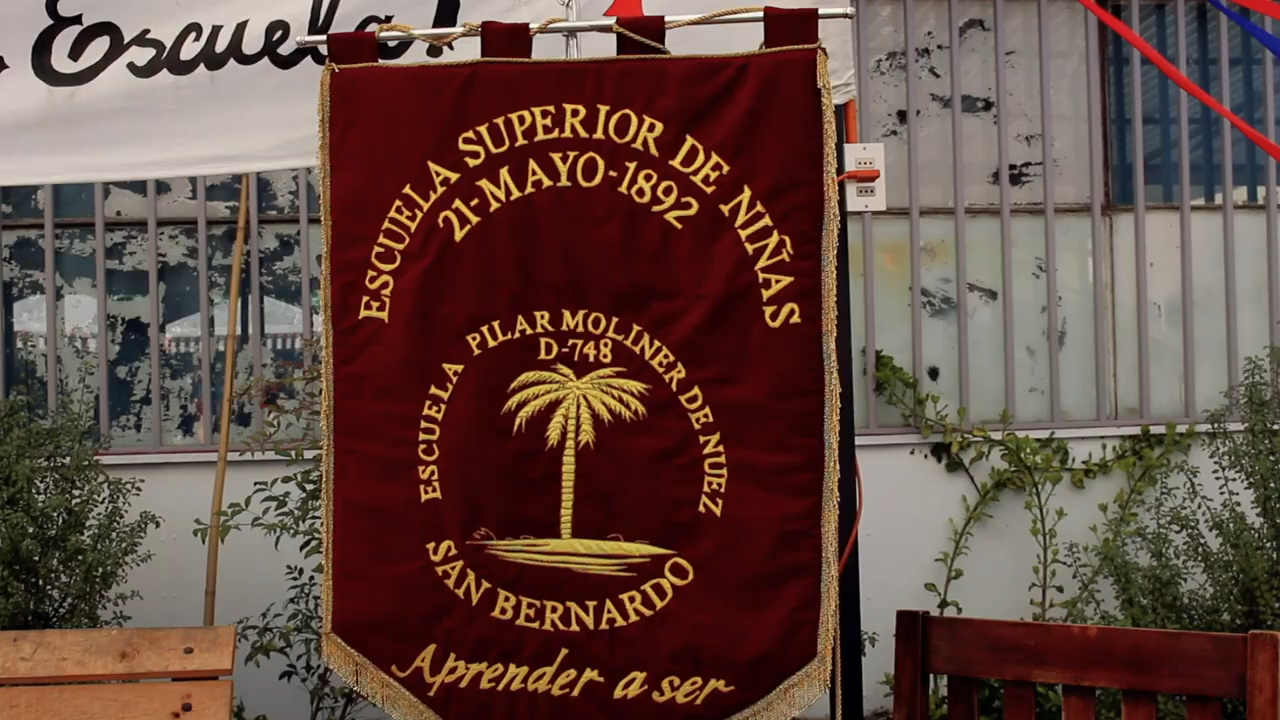 Escuela!
ESCUELA SUPERIOR DE NIÑAS
21-MAYO-1892
ESCUELA PILAR MOLINER DE NUEZ
D-748
SAN BERNARDO
Aprender a ser